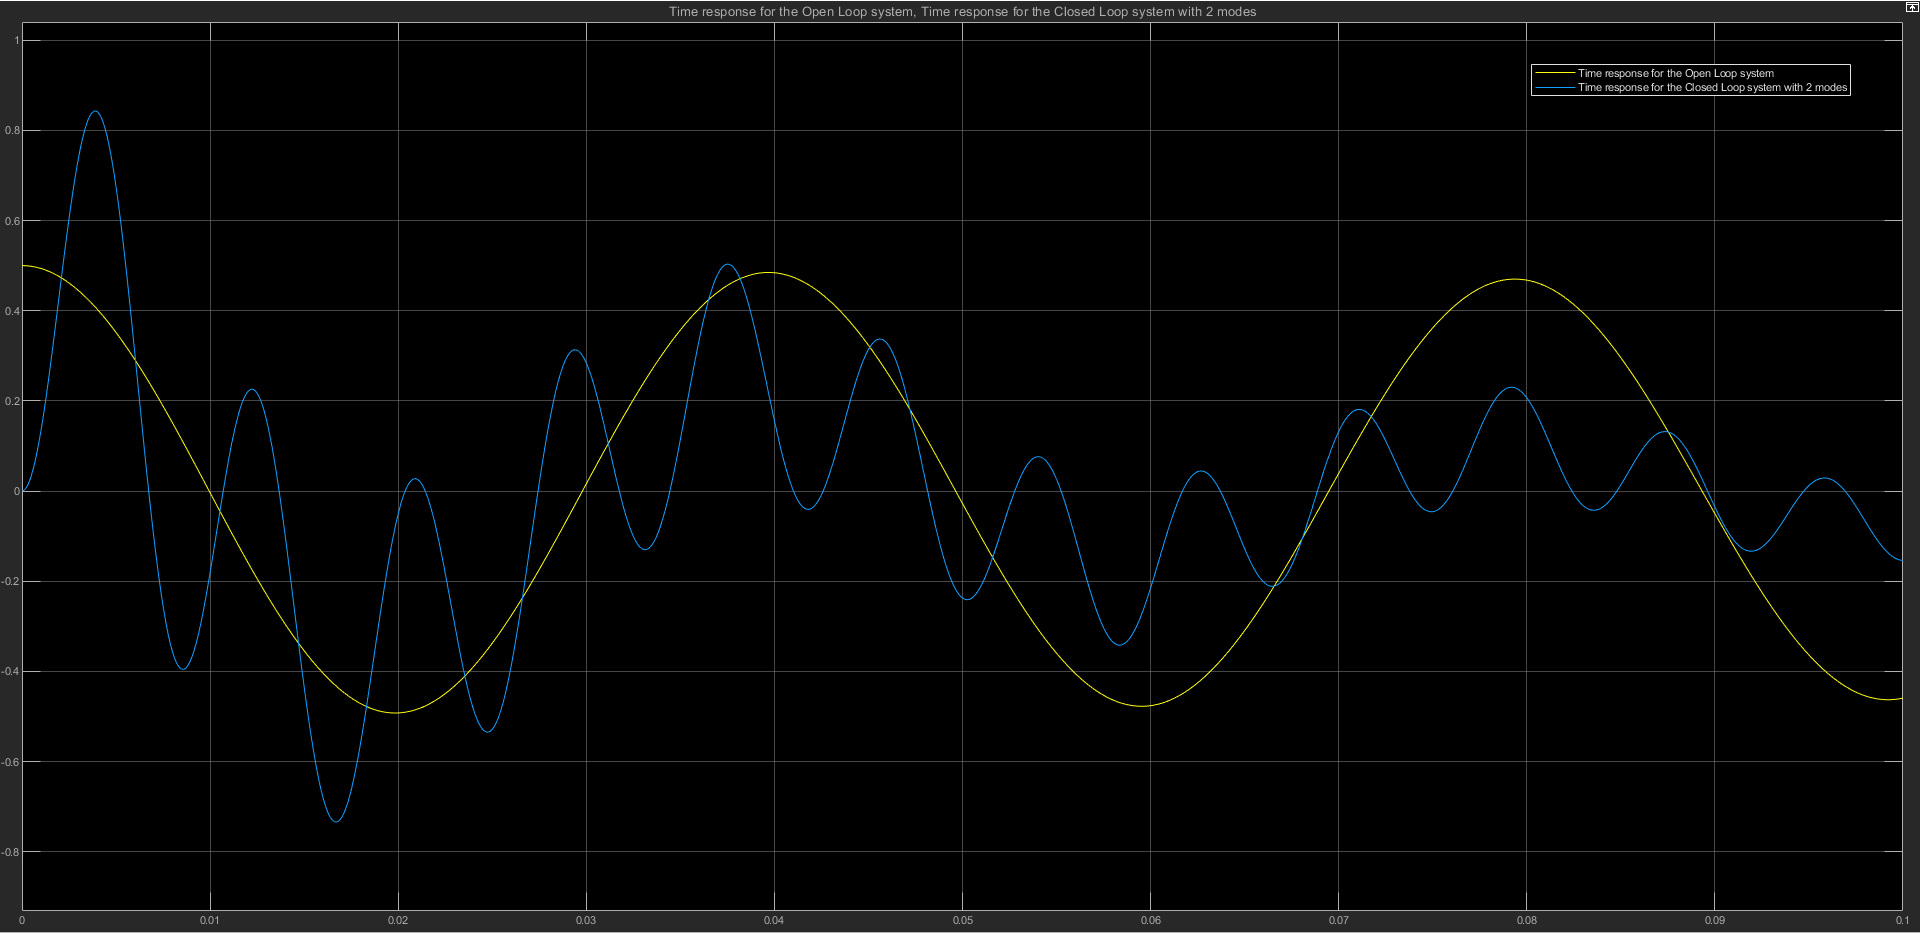 Time response for the Open Loop system, Time response for the Closed Loop system with 2 modes
Time response for the Open Loop system
Time response for the Closed Loop system with 2 modes
1
0.8
0.6
0.4
0.2
0
-0.2
-0.4
-0.6
-0.8
0 0.01 0.02 0.03 0.04 0.05 0.06 0.07 0.08 0.09 0.1